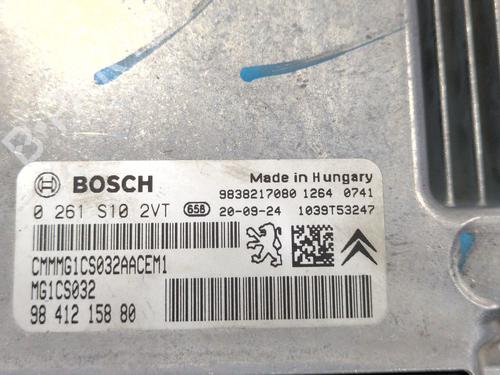 BOSCH
Made in Hungary
9838217080 1264 0741
0 261 S10 2VT 658 20-09-24 1039T53247
CMMMG1CS032AACEM1
MG1CS032
98 412 158 80